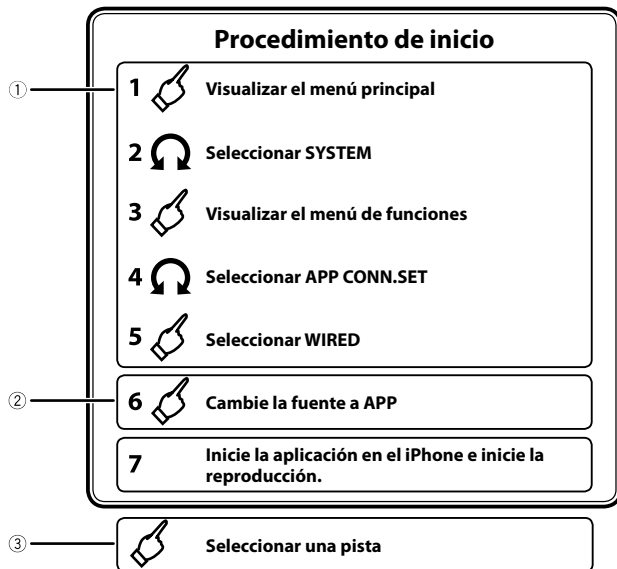 Procedimiento de inicio
① 1 Visualizar el menú principal
2 Seleccionar SYSTEM
3 Visualizar el menú de funciones
4 Seleccionar APP CONN.SET
5 Seleccionar WIRED
② 6 Cambie la fuente a APP
7 Inicie la aplicación en el iPhone e inicie la
reproducción.
③ Seleccionar una pista